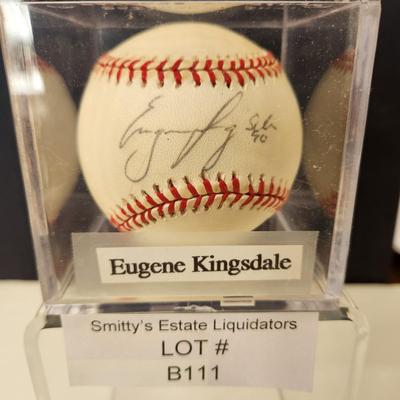 Eugene Kingsdale
Smitty's Estate Liquidators
LOT #
B111